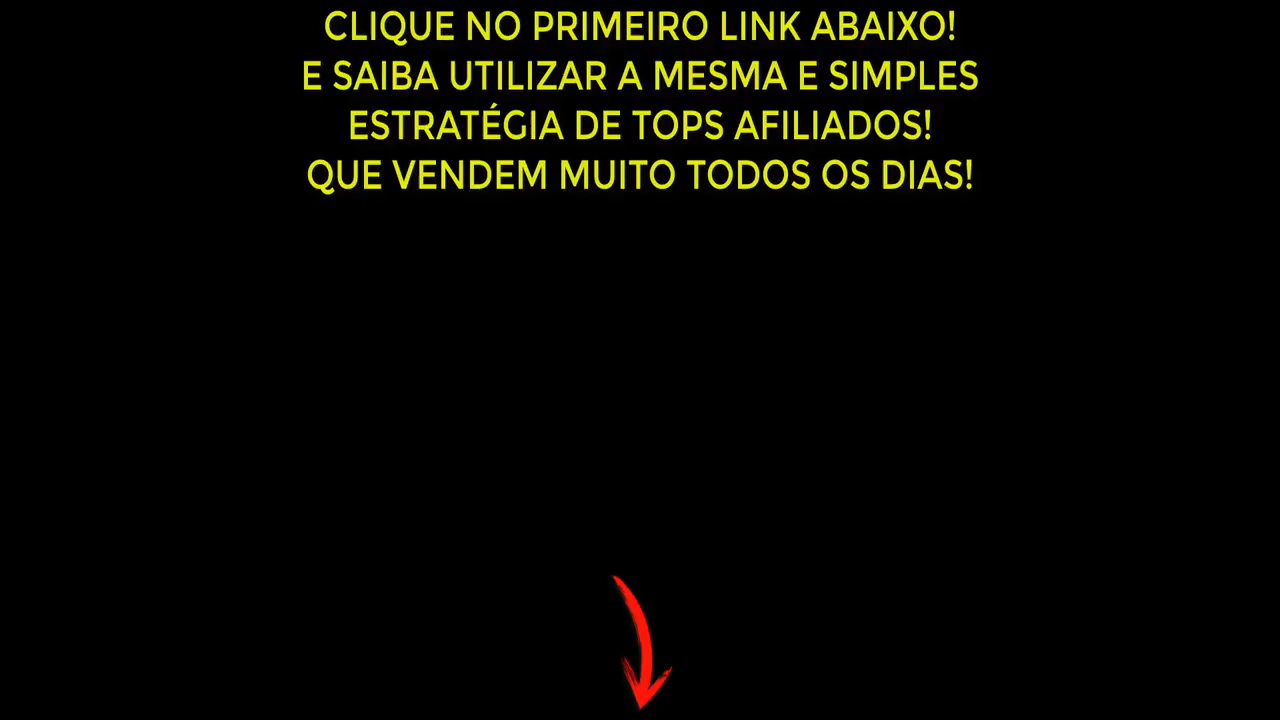 CLIQUE NO PRIMEIRO LINK ABAIXO!
E SAIBA UTILIZAR A MESMA E SIMPLES
ESTRATÉGIA DE TOPS AFILIADOS!
QUE VENDEM MUITO TODOS OS DIAS!